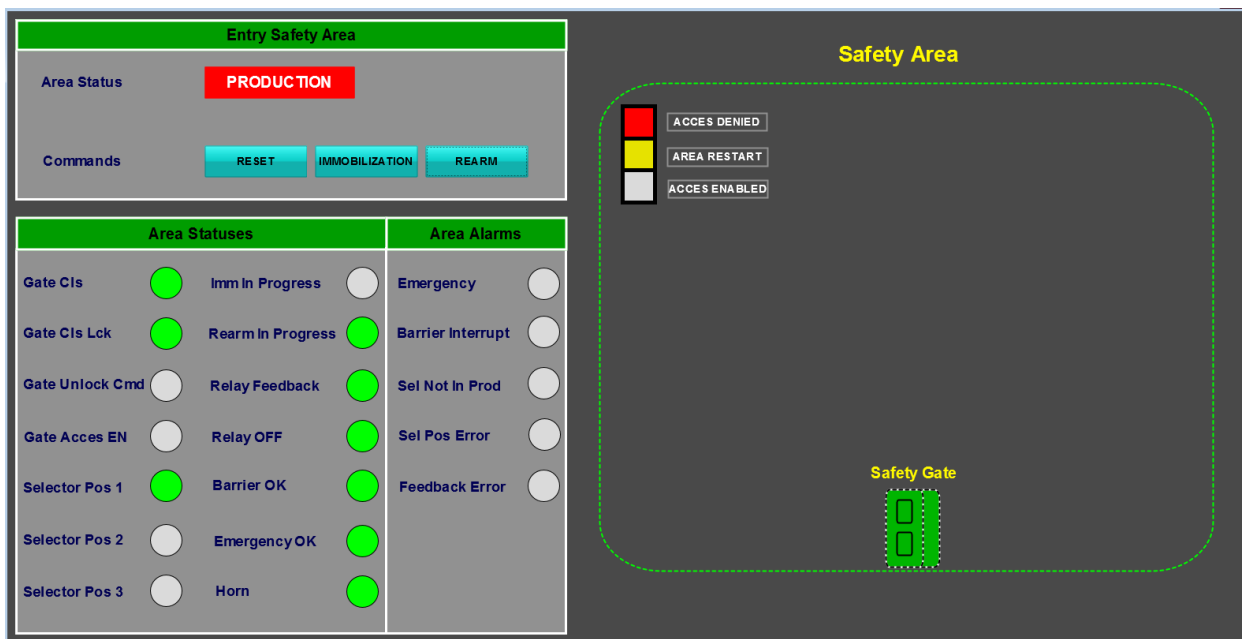 Entry Safety Area
Area Status
PRODUCTION
Commands
RESET
IMMOBILIZATION
REARM
Area Statuses
Area Alarms
Gate Cls
Imm In Progress
Emergency
Gate Cls Lck
Rearm In Progress
Barrier Interrupt
Gate Unlock Cmd
Relay Feedback
Sel Not In Prod
Gate Acces EN
Relay OFF
Sel Pos Error
Selector Pos 1
Barrier OK
Feedback Error
Selector Pos 2
Emergency OK
Selector Pos 3
Horn
Safety Area
ACCES DENIED
AREA RESTART
ACCES ENABLED
Safety Gate